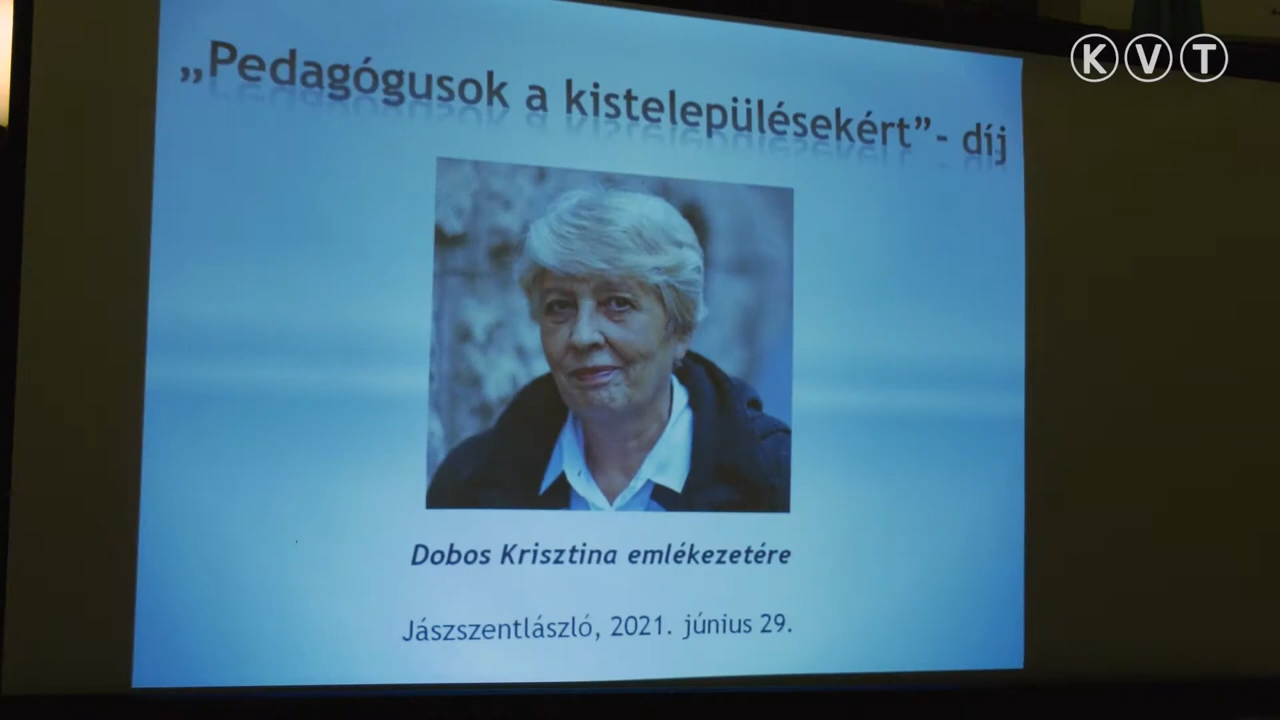 KVT
„Pedagógusok a kistelepülésekért”- díj
Dobos Krisztina emlékezetére
Jászszentlászló, 2021. június 29.